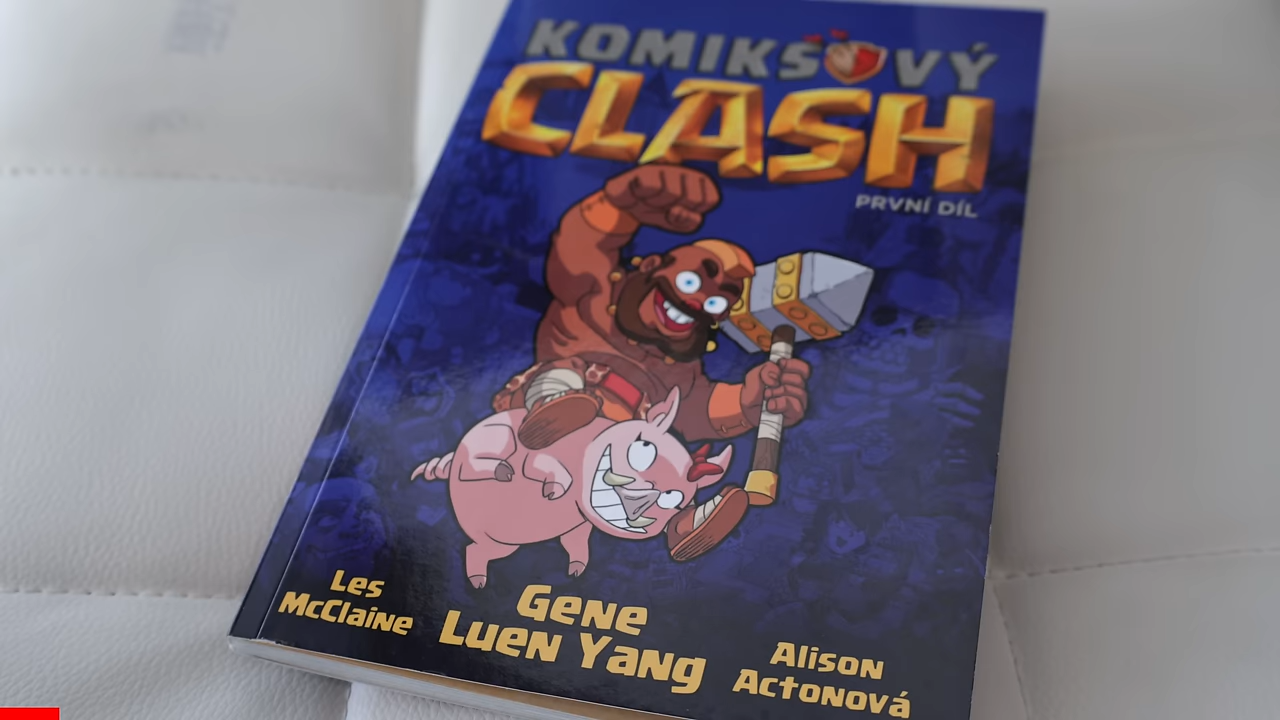 KOMIKSOVÝ
CLASH
PRVNÍ DÍL
LES
MCCLAINE
GENE
LUEN YANG
ALISON
ACTONOVÁ